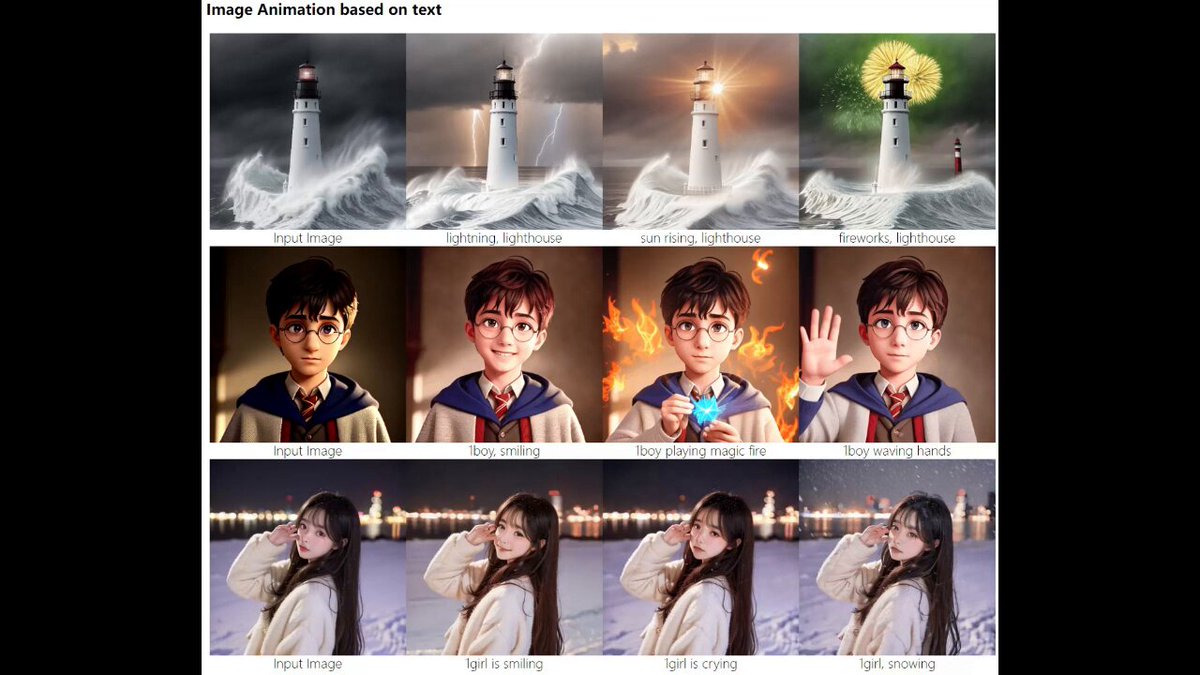 Image Animation based on text
Input Image
lightning, lighthouse
sun rising, lighthouse
fireworks, lighthouse
Input Image
1boy, smiling
1boy playing magic fire
1boy waving hands
Input Image
1girl is smiling
1girl is crying
1girl, snowing